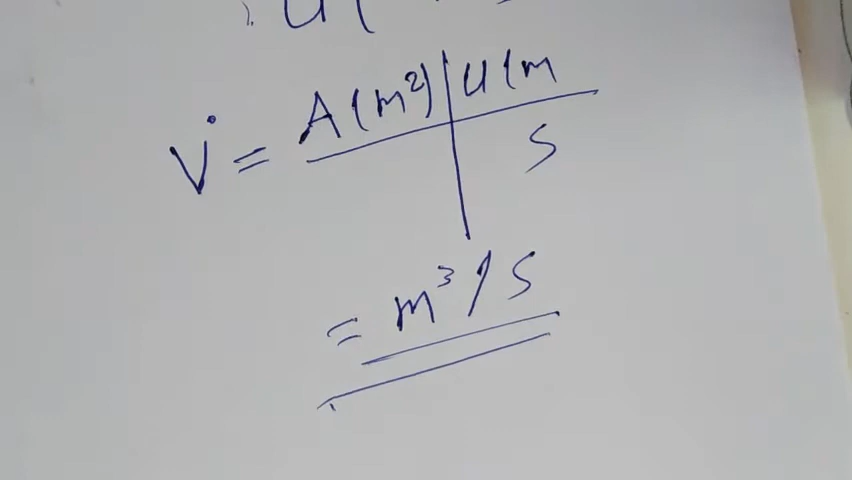 u(
V̇ = A(m²) | u(m
S
= m³/s